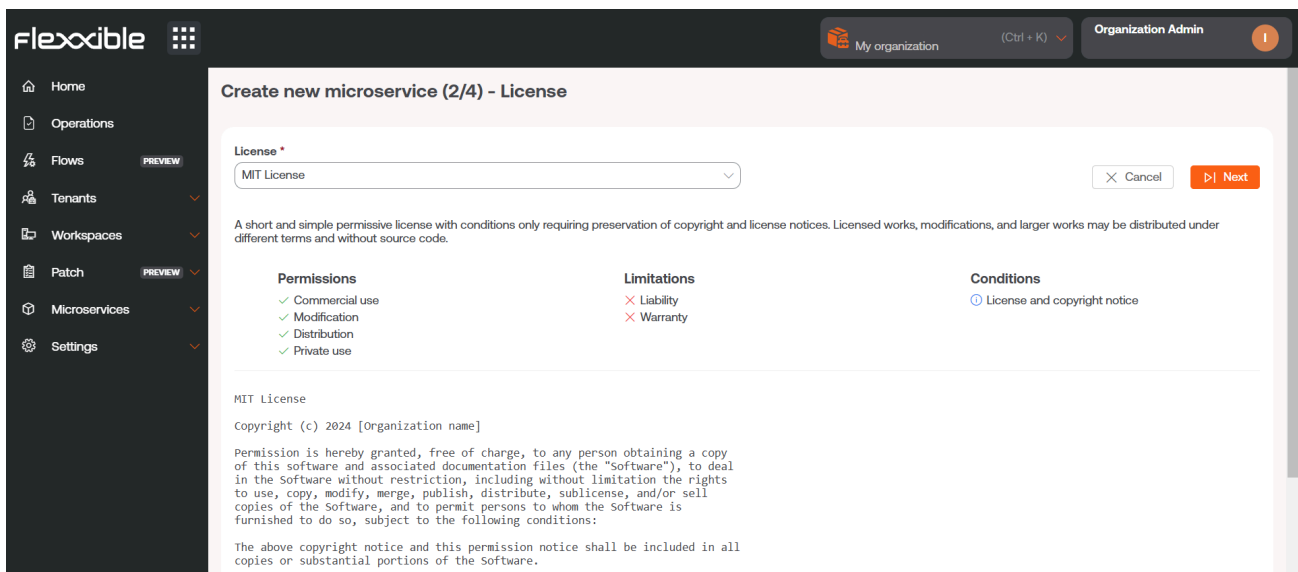 Flexxible
My organization
(Ctrl + K)
Organization Admin
I
Home
Operations
Flows PREVIEW
Tenants
Workspaces
Patch PREVIEW
Microservices
Settings
Create new microservice (2/4) - License
License *
MIT License
Cancel
Next
A short and simple permissive license with conditions only requiring preservation of copyright and license notices. Licensed works, modifications, and larger works may be distributed under
different terms and without source code.
Permissions
Commercial use
Modification
Distribution
Private use
Limitations
Liability
Warranty
Conditions
License and copyright notice
MIT License
Copyright (c) 2024 [Organization name]
Permission is hereby granted, free of charge, to any person obtaining a copy
of this software and associated documentation files (the "Software"), to deal
in the Software without restriction, including without limitation the rights
to use, copy, modify, merge, publish, distribute, sublicense, and/or sell
copies of the Software, and to permit persons to whom the Software is
furnished to do so, subject to the following conditions:
The above copyright notice and this permission notice shall be included in all
copies or substantial portions of the Software.